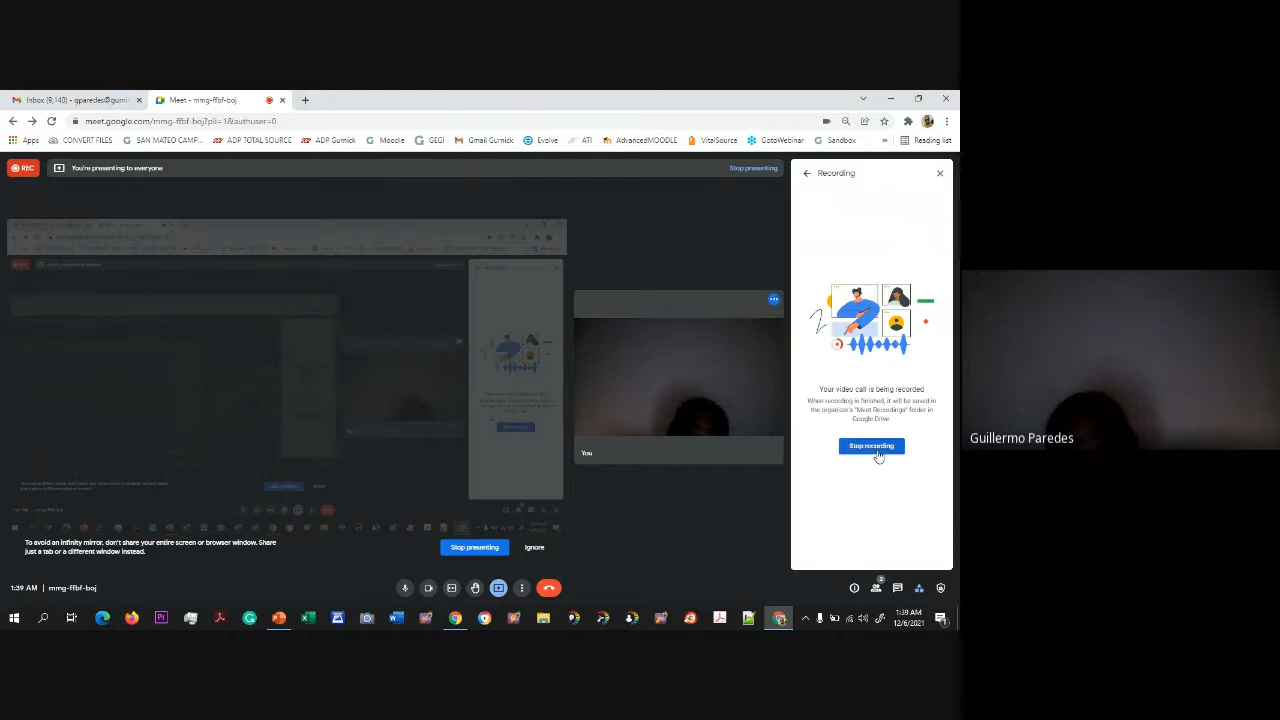 Inbox (9,140) - gparedes@gurni
Meet - mmg-ffbf-boj
meet.google.com/mmg-ffbf-boj?pli=1&authuser=0
Apps
CONVERT FILES
SAN MATEO CAMP...
ADP TOTAL SOURCE
ADP Gurnick
Moodle
GEGI
Gmail Gurnick
Evolve
ATI
AdvancedMOODLE
VitalSource
GotoWebinar
Sandbox
»
Reading list
REC
You're presenting to everyone
Stop presenting
Recording
Your video call is being recorded
When recording is finished, it will be saved in
the organizer's "Meet Recordings" folder in
Google Drive.
Stop recording
You
Guillermo Paredes
To avoid an infinity mirror, don't share your entire screen or browser window. Share
just a tab or a different window instead.
Stop presenting
Ignore
1:39 AM | mmg-ffbf-boj
1:39 AM
12/6/2021